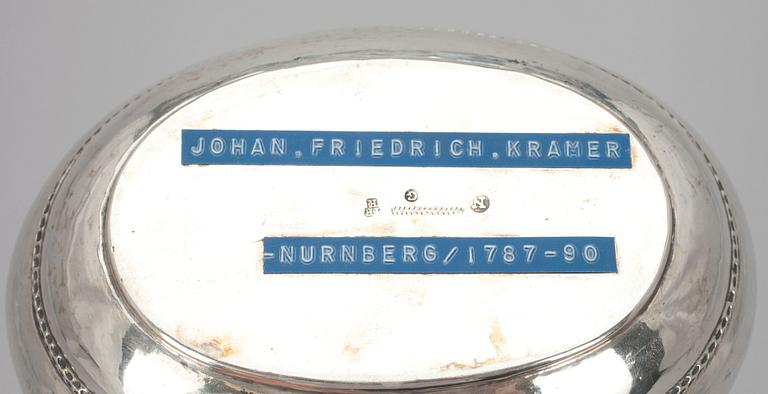 JOHAN.FRIEDRICH.KRAMER
G
N
-NURNBERG/1787-90